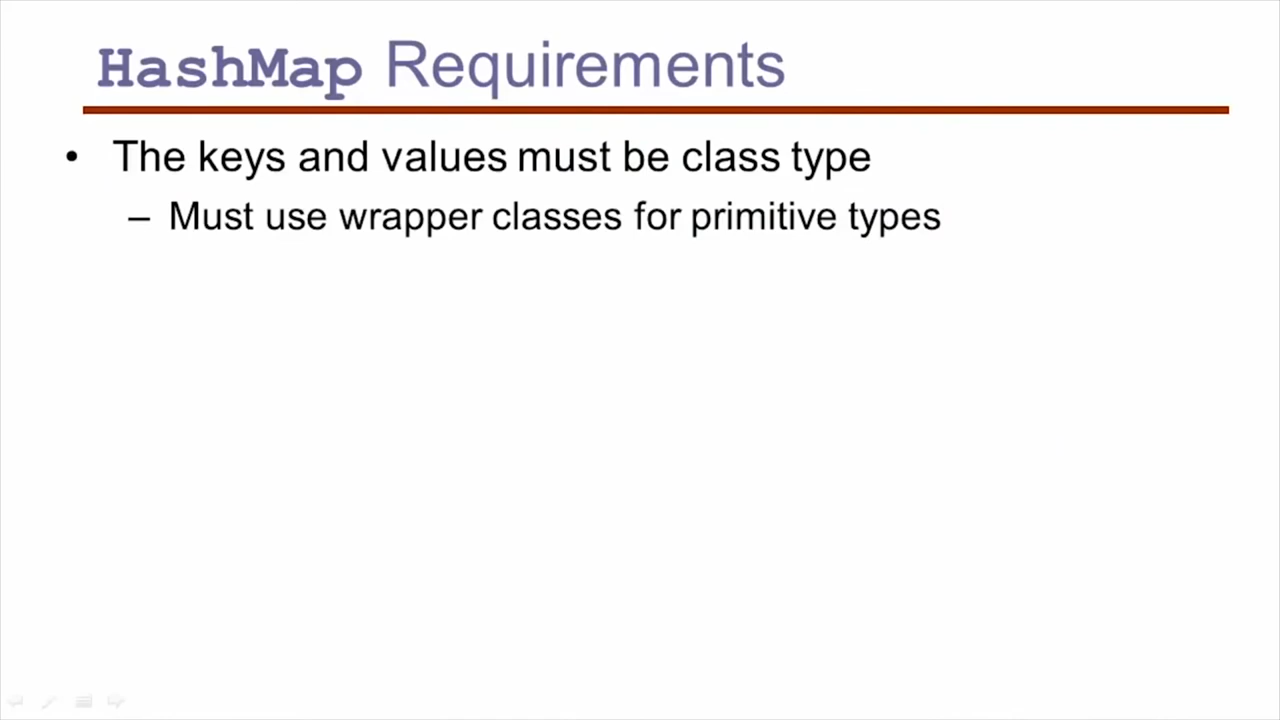 HashMap Requirements
• The keys and values must be class type
– Must use wrapper classes for primitive types